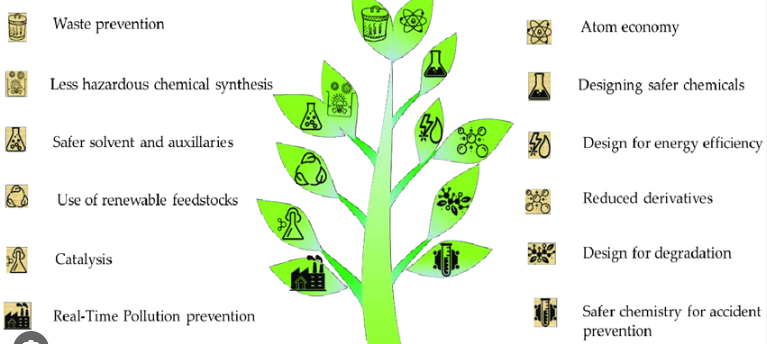 Waste prevention
Less hazardous chemical synthesis
Safer solvent and auxillaries
Use of renewable feedstocks
Catalysis
Real-Time Pollution prevention
Atom economy
Designing safer chemicals
Design for energy efficiency
Reduced derivatives
Design for degradation
Safer chemistry for accident
prevention